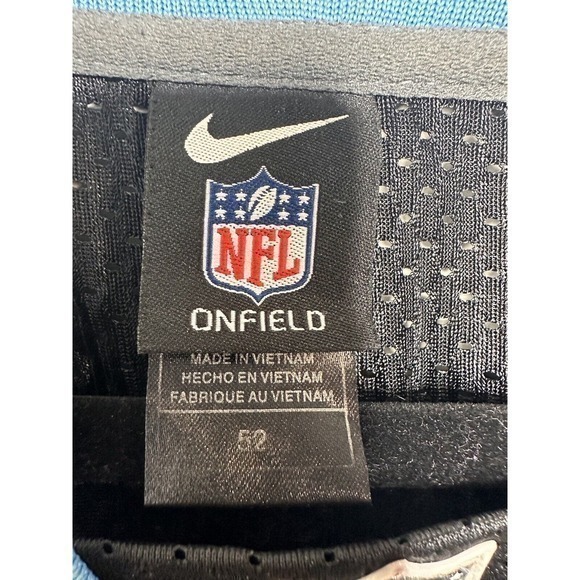 NFL
ONFIELD
MADE IN VIETNAM
HECHO EN VIETNAM
FABRIQUE AU VIETNAM
52